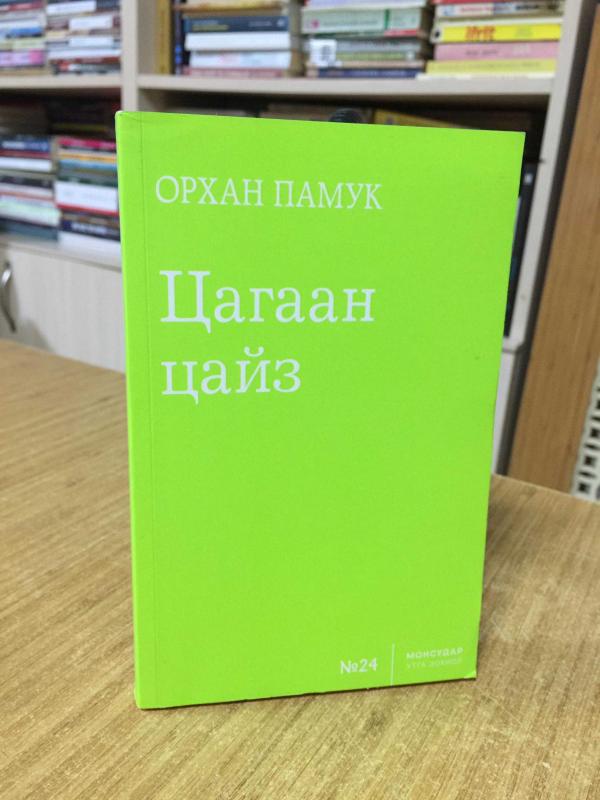 ОРХАН ПАМУК
Цагаан
цайз
№24
МОНСУДАР
УТГА ЗОХИОЛ